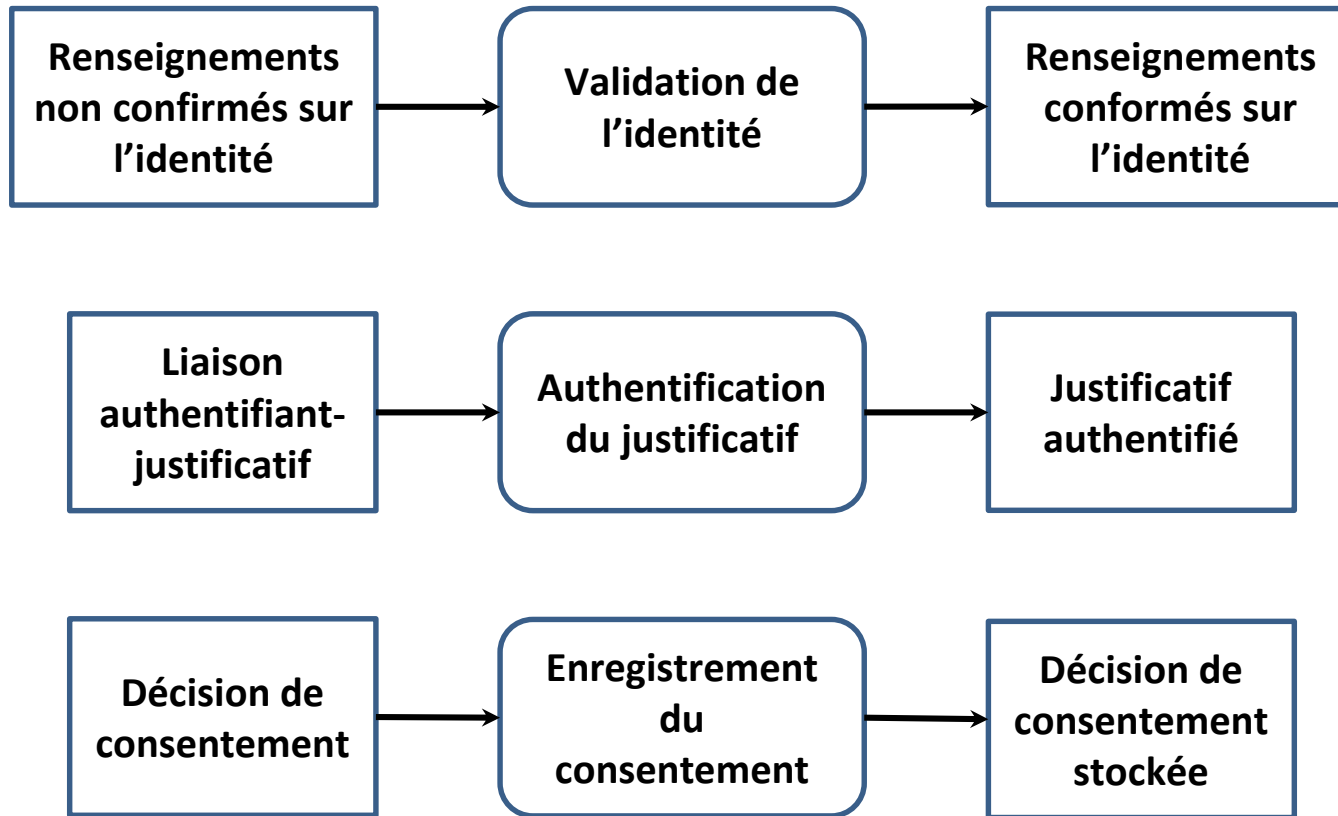 Renseignements
non confirmés sur
l’identité
Validation de
l’identité
Renseignements
conformés sur
l’identité
Liaison
authentifiant-
justificatif
Authentification
du justificatif
Justificatif
authentifié
Décision de
consentement
Enregistrement
du
consentement
Décision de
consentement
stockée